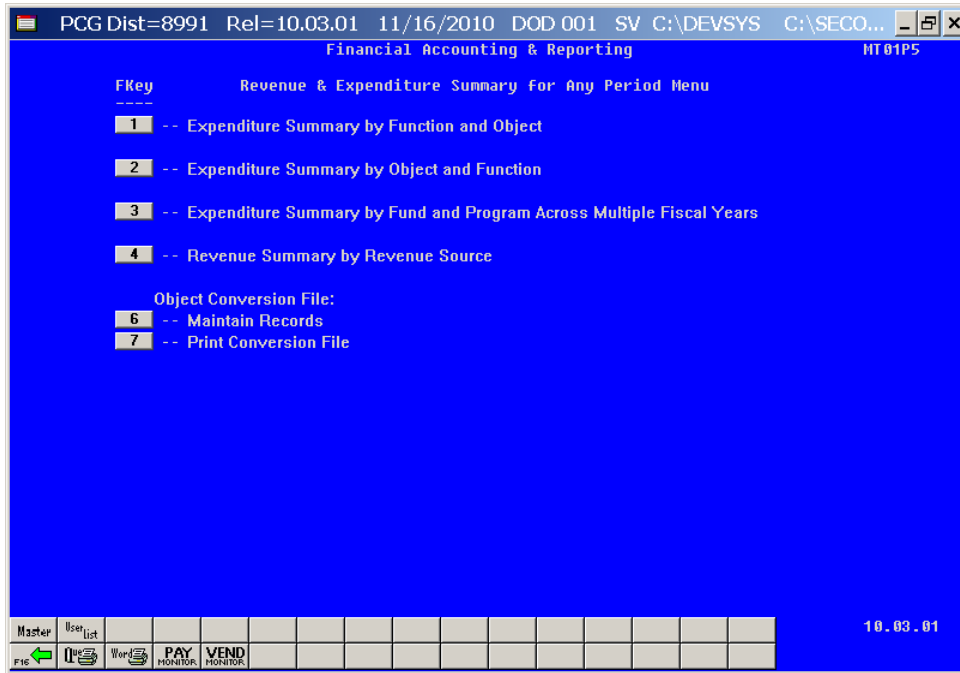 PCG Dist=8991 Rel=10.03.01 11/16/2010 DOD 001 SV C:\DEVSYS C:\SECO...
Financial Accounting & Reporting MT01P5
FKey Revenue & Expenditure Summary for Any Period Menu
----
1 -- Expenditure Summary by Function and Object
2 -- Expenditure Summary by Object and Function
3 -- Expenditure Summary by Fund and Program Across Multiple Fiscal Years
4 -- Revenue Summary by Revenue Source
Object Conversion File:
6 -- Maintain Records
7 -- Print Conversion File
Master User List 10.03.01
F16 Que Word PAY MONITOR VEND MONITOR